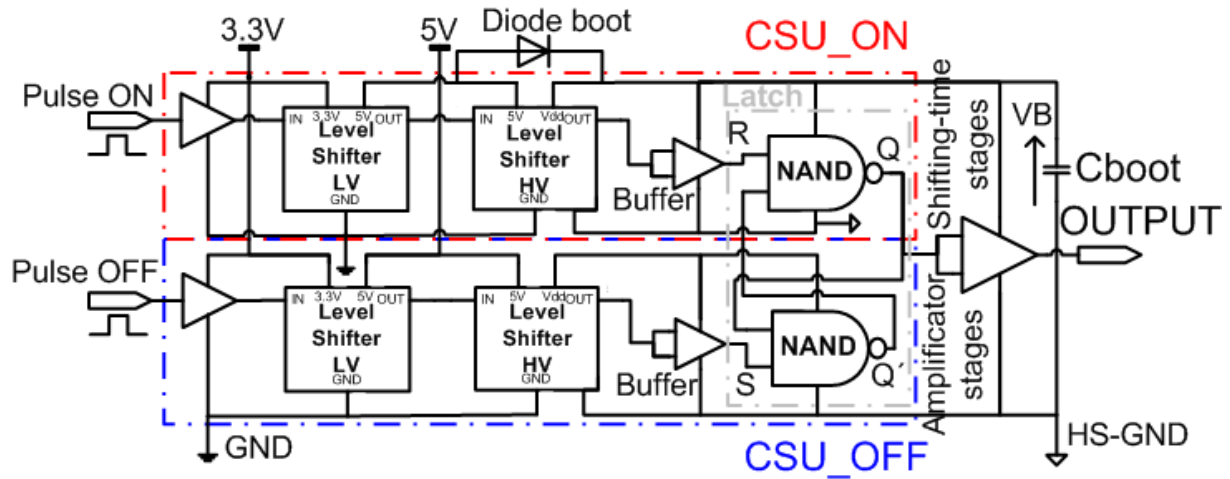 3.3V
5V
Diode boot
CSU_ON
Pulse ON
IN 3.3V 5V OUT
Level
Shifter
LV
GND
IN 5V Vdd OUT
Level
Shifter
HV
GND
Buffer
Latch
R
NAND
Q
Shifting-time
stages
VB
Cboot
OUTPUT
Pulse OFF
IN 3.3V 5V OUT
Level
Shifter
LV
GND
IN 5V Vdd OUT
Level
Shifter
HV
GND
Buffer
S
NAND
Q´
Amplificator
stages
GND
CSU_OFF
HS-GND